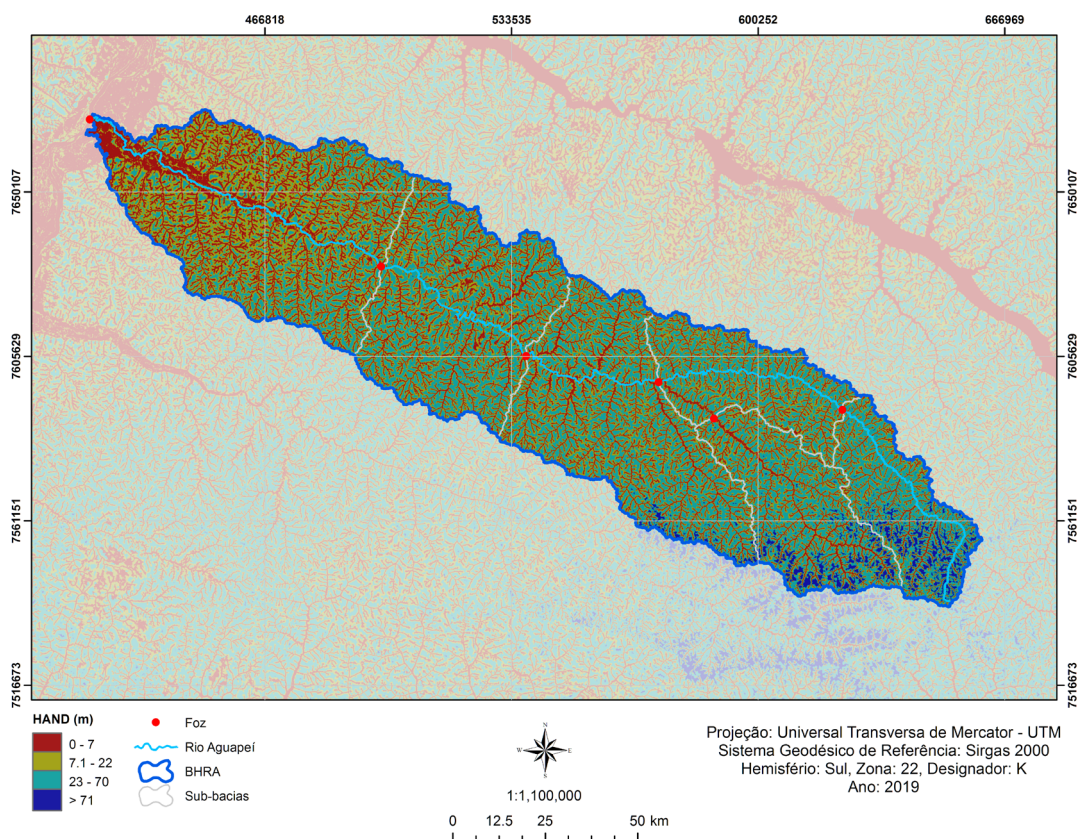 466818 533535 600252 666969
7650107 7650107
7605629 7605629
7561151 7561151
7516673 7516673
HAND (m)
0 - 7
7.1 - 22
23 - 70
> 71
Foz
Rio Aguapeí
BHRA
Sub-bacias
N
W E
S
1:1,100,000
0 12.5 25 50 km
Projeção: Universal Transversa de Mercator - UTM
Sistema Geodésico de Referência: Sirgas 2000
Hemisfério: Sul, Zona: 22, Designador: K
Ano: 2019